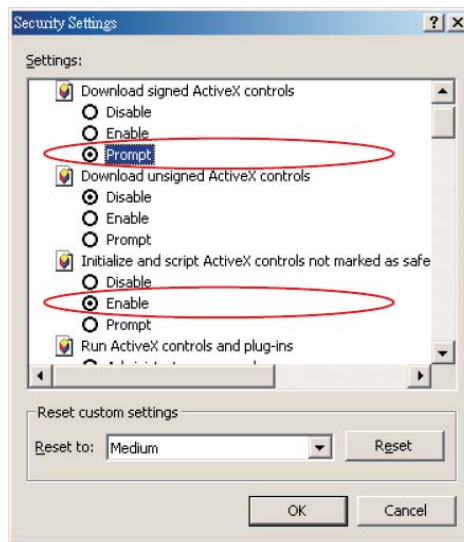 Security Settings
Settings:
Download signed ActiveX controls
Disable
Enable
Prompt
Download unsigned ActiveX controls
Disable
Enable
Prompt
Initialize and script ActiveX controls not marked as safe
Disable
Enable
Prompt
Run ActiveX controls and plug-ins
Reset custom settings
Reset to: Medium Reset
OK Cancel